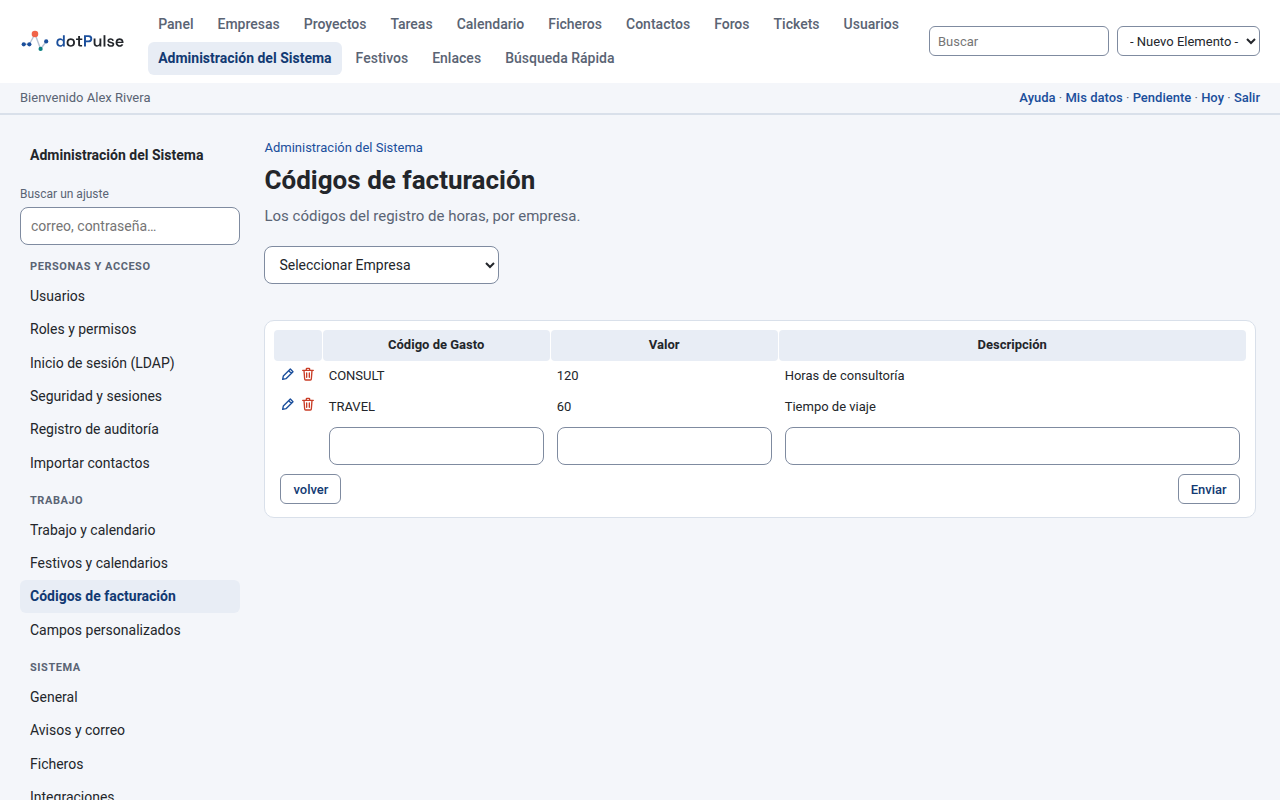 dotPulse
Panel Empresas Proyectos Tareas Calendario Ficheros Contactos Foros Tickets Usuarios
Administración del Sistema Festivos Enlaces Búsqueda Rápida
Buscar - Nuevo Elemento -
Bienvenido Alex Rivera
Ayuda · Mis datos · Pendiente · Hoy · Salir
Administración del Sistema
Buscar un ajuste
correo, contraseña...
PERSONAS Y ACCESO
Usuarios
Roles y permisos
Inicio de sesión (LDAP)
Seguridad y sesiones
Registro de auditoría
Importar contactos
TRABAJO
Trabajo y calendario
Festivos y calendarios
Códigos de facturación
Campos personalizados
SISTEMA
General
Avisos y correo
Ficheros
Integraciones
Administración del Sistema
Códigos de facturación
Los códigos del registro de horas, por empresa.
Seleccionar Empresa
Código de Gasto Valor Descripción
CONSULT 120 Horas de consultoría
TRAVEL 60 Tiempo de viaje
volver Enviar